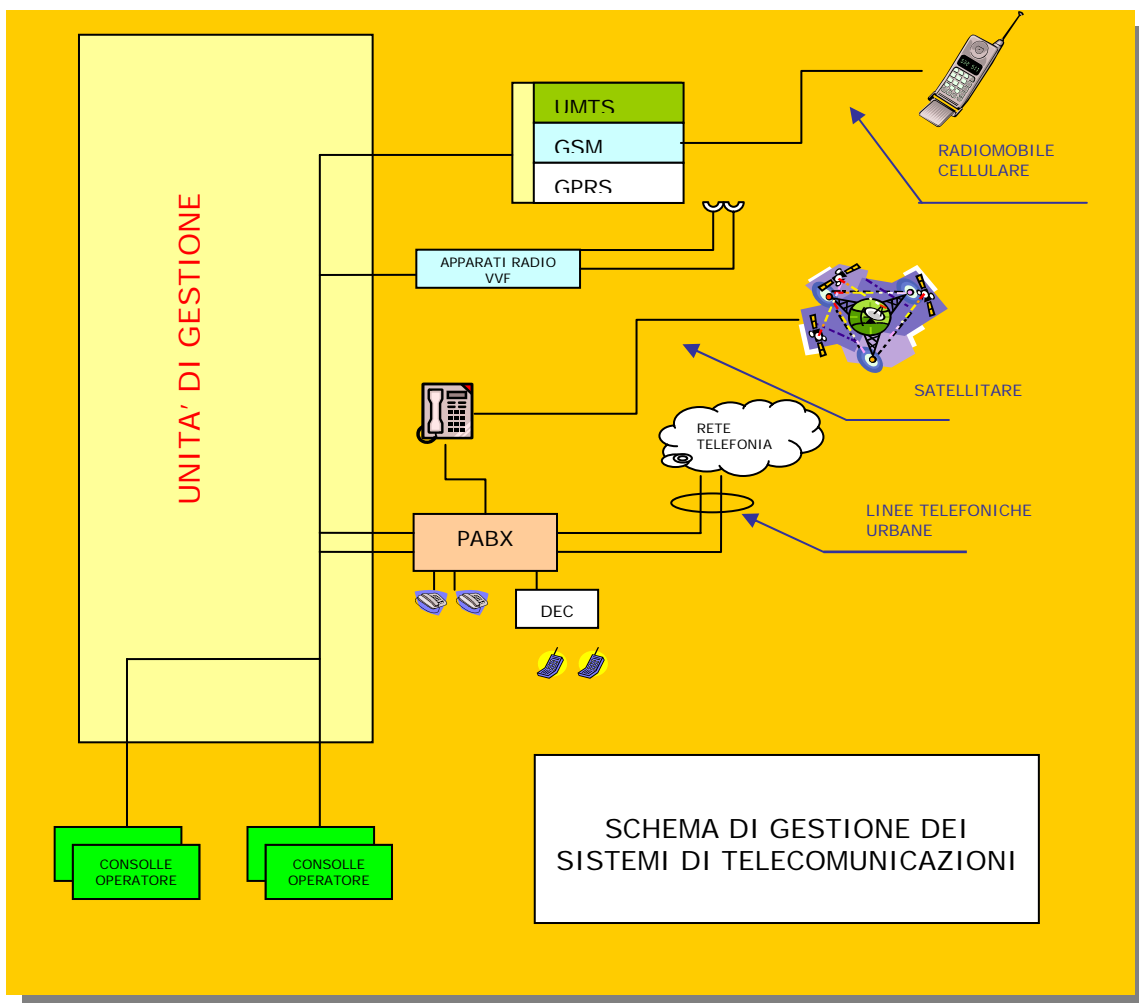 UMTS
GSM
GPRS
RADIOMOBILE
CELLULARE
UNITA' DI GESTIONE
APPARATI RADIO
VVF
SATELLITARE
RETE
TELEFONIA
LINEE TELEFONICHE
URBANE
PABX
DEC
SCHEMA DI GESTIONE DEI
SISTEMI DI TELECOMUNICAZIONI
CONSOLLE
OPERATORE
CONSOLLE
OPERATORE